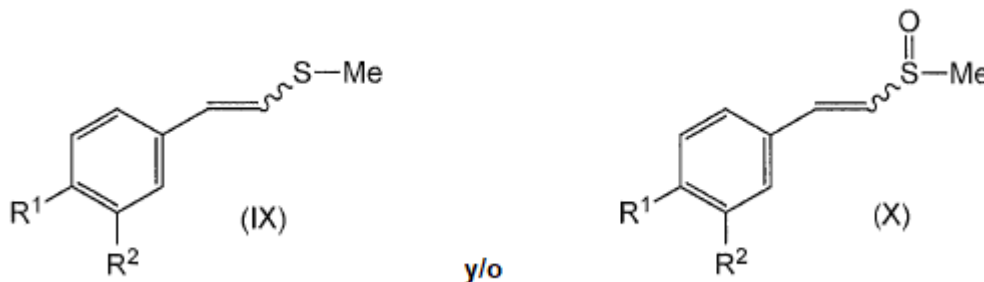 O
S—Me
S—Me
R¹
R²
(IX)
R¹
R²
(X)
y/o